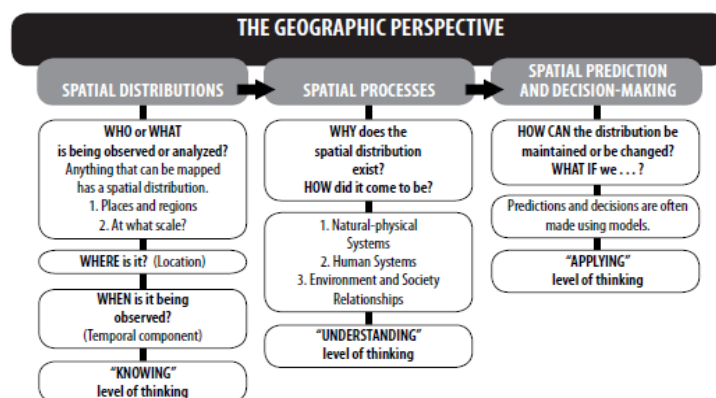 THE GEOGRAPHIC PERSPECTIVE
SPATIAL DISTRIBUTIONS
WHO or WHAT
is being observed or analyzed?
Anything that can be mapped
has a spatial distribution.
1. Places and regions
2. At what scale?
WHERE is it? (Location)
WHEN is it being
observed?
(Temporal component)
"KNOWING"
level of thinking
SPATIAL PROCESSES
WHY does the
spatial distribution
exist?
HOW did it come to be?
1. Natural-physical
Systems
2. Human Systems
3. Environment and Society
Relationships
"UNDERSTANDING"
level of thinking
SPATIAL PREDICTION
AND DECISION-MAKING
HOW CAN the distribution be
maintained or be changed?
WHAT IF we . . . ?
Predictions and decisions are often
made using models.
"APPLYING"
level of thinking